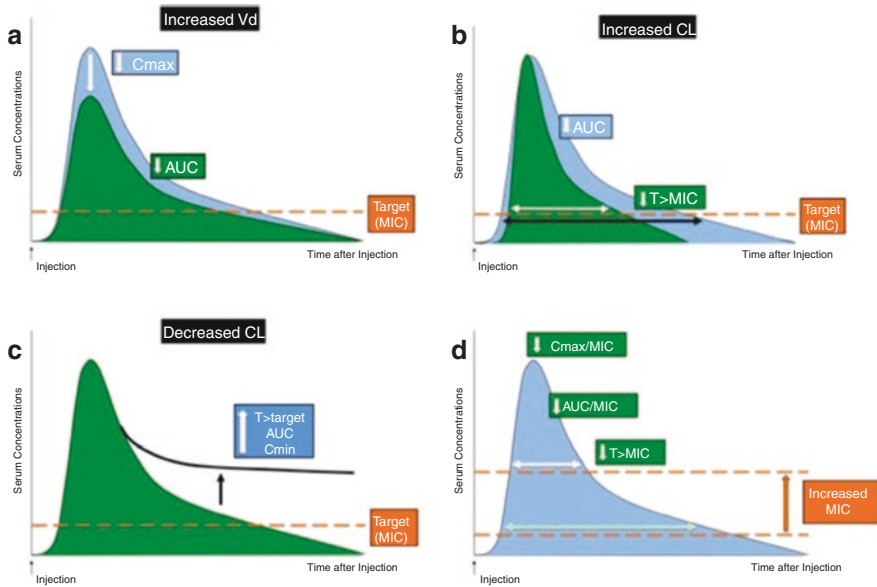 a
Increased Vd
Serum Concentrations
Cmax
AUC
Target
(MIC)
Injection
Time after Injection
b
Increased CL
Serum Concentrations
AUC
T>MIC
Target
(MIC)
Injection
Time after Injection
c
Decreased CL
Serum Concentrations
T>target
AUC
Cmin
Target
(MIC)
Injection
Time after Injection
d
Serum Concentrations
Cmax/MIC
AUC/MIC
T>MIC
Increased
MIC
Injection
Time after Injection